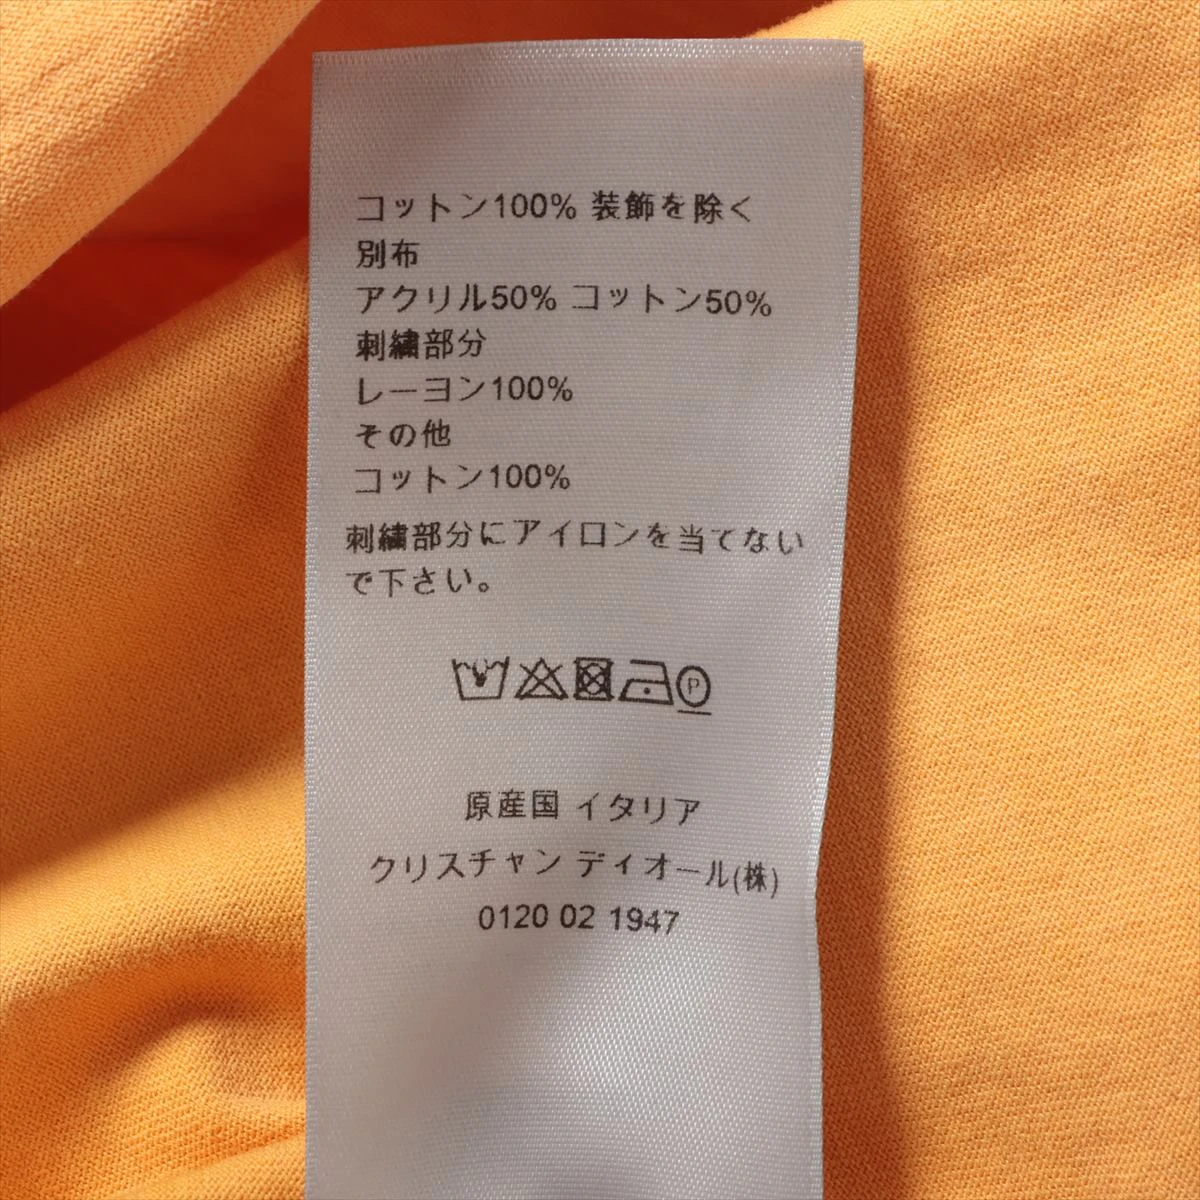 コットン100% 装飾を除く
別布
アクリル50% コットン50%
刺繍部分
レーヨン100%
その他
コットン100%
刺繍部分にアイロンを当てない
で下さい。
P
原産国 イタリア
クリスチャン ディオール(株)
0120 02 1947